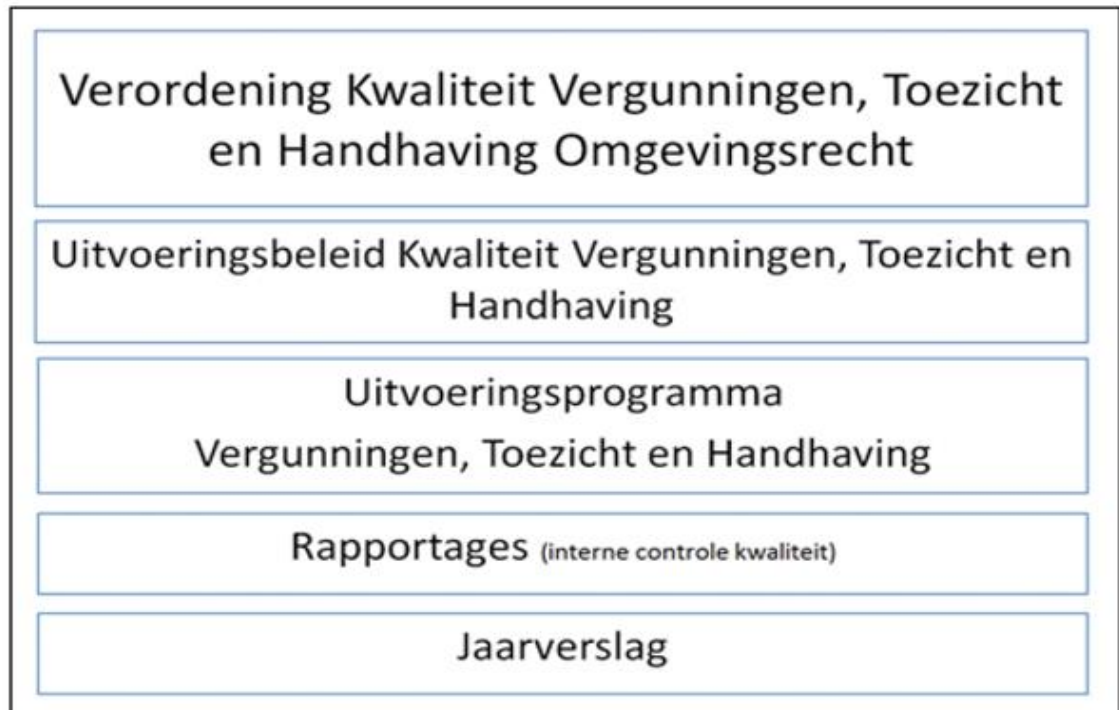 Verordening Kwaliteit Vergunningen, Toezicht
en Handhaving Omgevingsrecht
Uitvoeringsbeleid Kwaliteit Vergunningen, Toezicht en
Handhaving
Uitvoeringsprogramma
Vergunningen, Toezicht en Handhaving
Rapportages (interne controle kwaliteit)
Jaarverslag